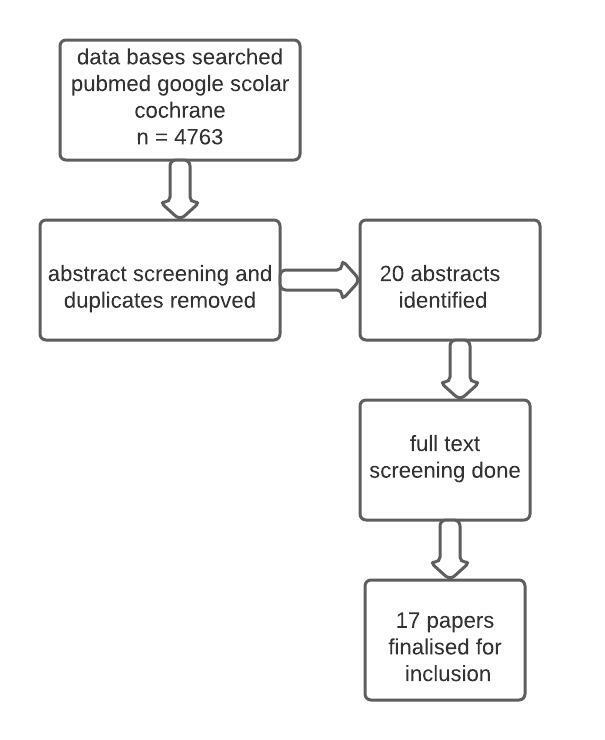 data bases searched
pubmed google scolar
cochrane
n = 4763
abstract screening and
duplicates removed
20 abstracts
identified
full text
screening done
17 papers
finalised for
inclusion